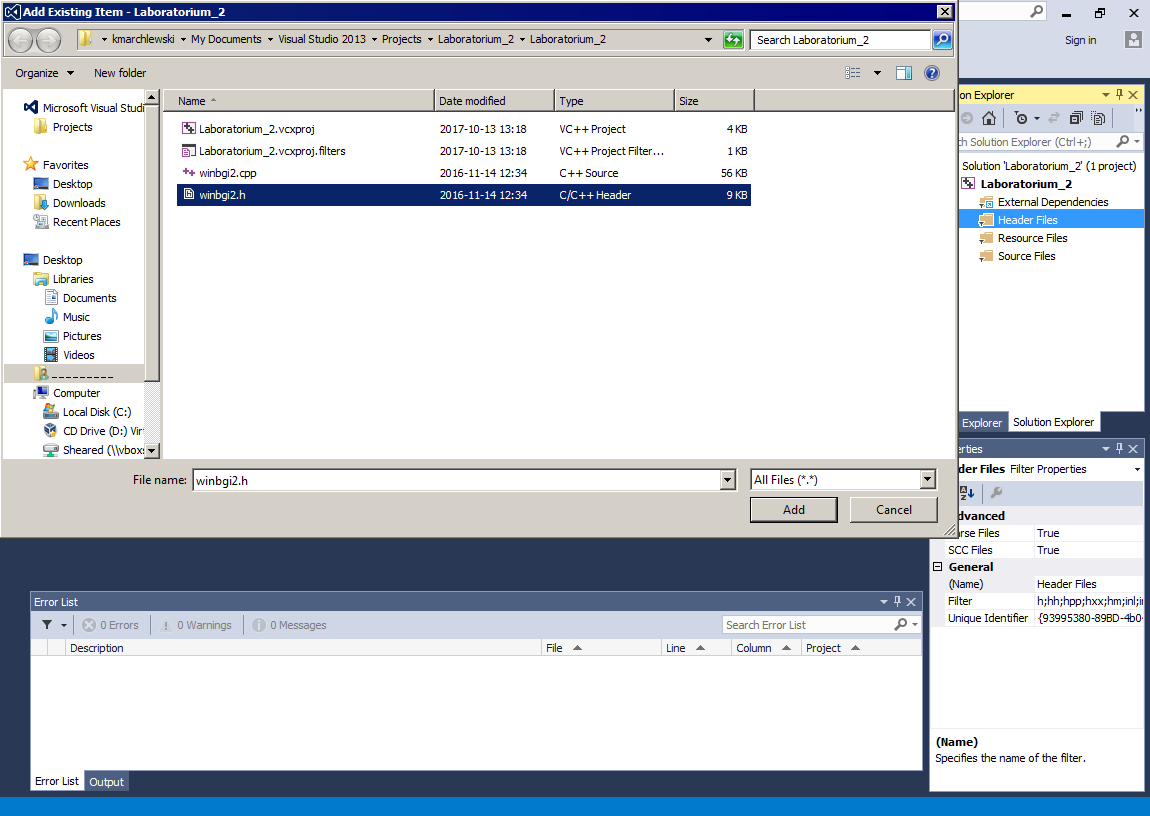 Add Existing Item - Laboratorium_2
kmarchlewski My Documents Visual Studio 2013 Projects Laboratorium_2 Laboratorium_2
Search Laboratorium_2
Organize New folder
Microsoft Visual Studi
Projects
Favorites
Desktop
Downloads
Recent Places
Desktop
Libraries
Documents
Music
Pictures
Videos
_ _ _ _ _ _ _ _ _
Computer
Local Disk (C:)
CD Drive (D:) Vir
Sheared (\\vbox
Name Date modified Type Size
Laboratorium_2.vcxproj 2017-10-13 13:18 VC++ Project 4 KB
Laboratorium_2.vcxproj.filters 2017-10-13 13:18 VC++ Project Filter... 1 KB
winbgi2.cpp 2016-11-14 12:34 C++ Source 56 KB
winbgi2.h 2016-11-14 12:34 C/C++ Header 9 KB
File name: winbgi2.h
All Files (*.*)
Add Cancel
Sign in
on Explorer
ch Solution Explorer (Ctrl+;)
Solution 'Laboratorium_2' (1 project)
Laboratorium_2
External Dependencies
Header Files
Resource Files
Source Files
Explorer Solution Explorer
erties
der Files Filter Properties
dvanced
arse Files True
SCC Files True
General
(Name) Header Files
Filter h;hh;hpp;hxx;hm;inl;in
Unique Identifier {93995380-89BD-4b0
(Name)
Specifies the name of the filter.
Error List
0 Errors 0 Warnings 0 Messages
Search Error List
Description File Line Column Project
Error List Output